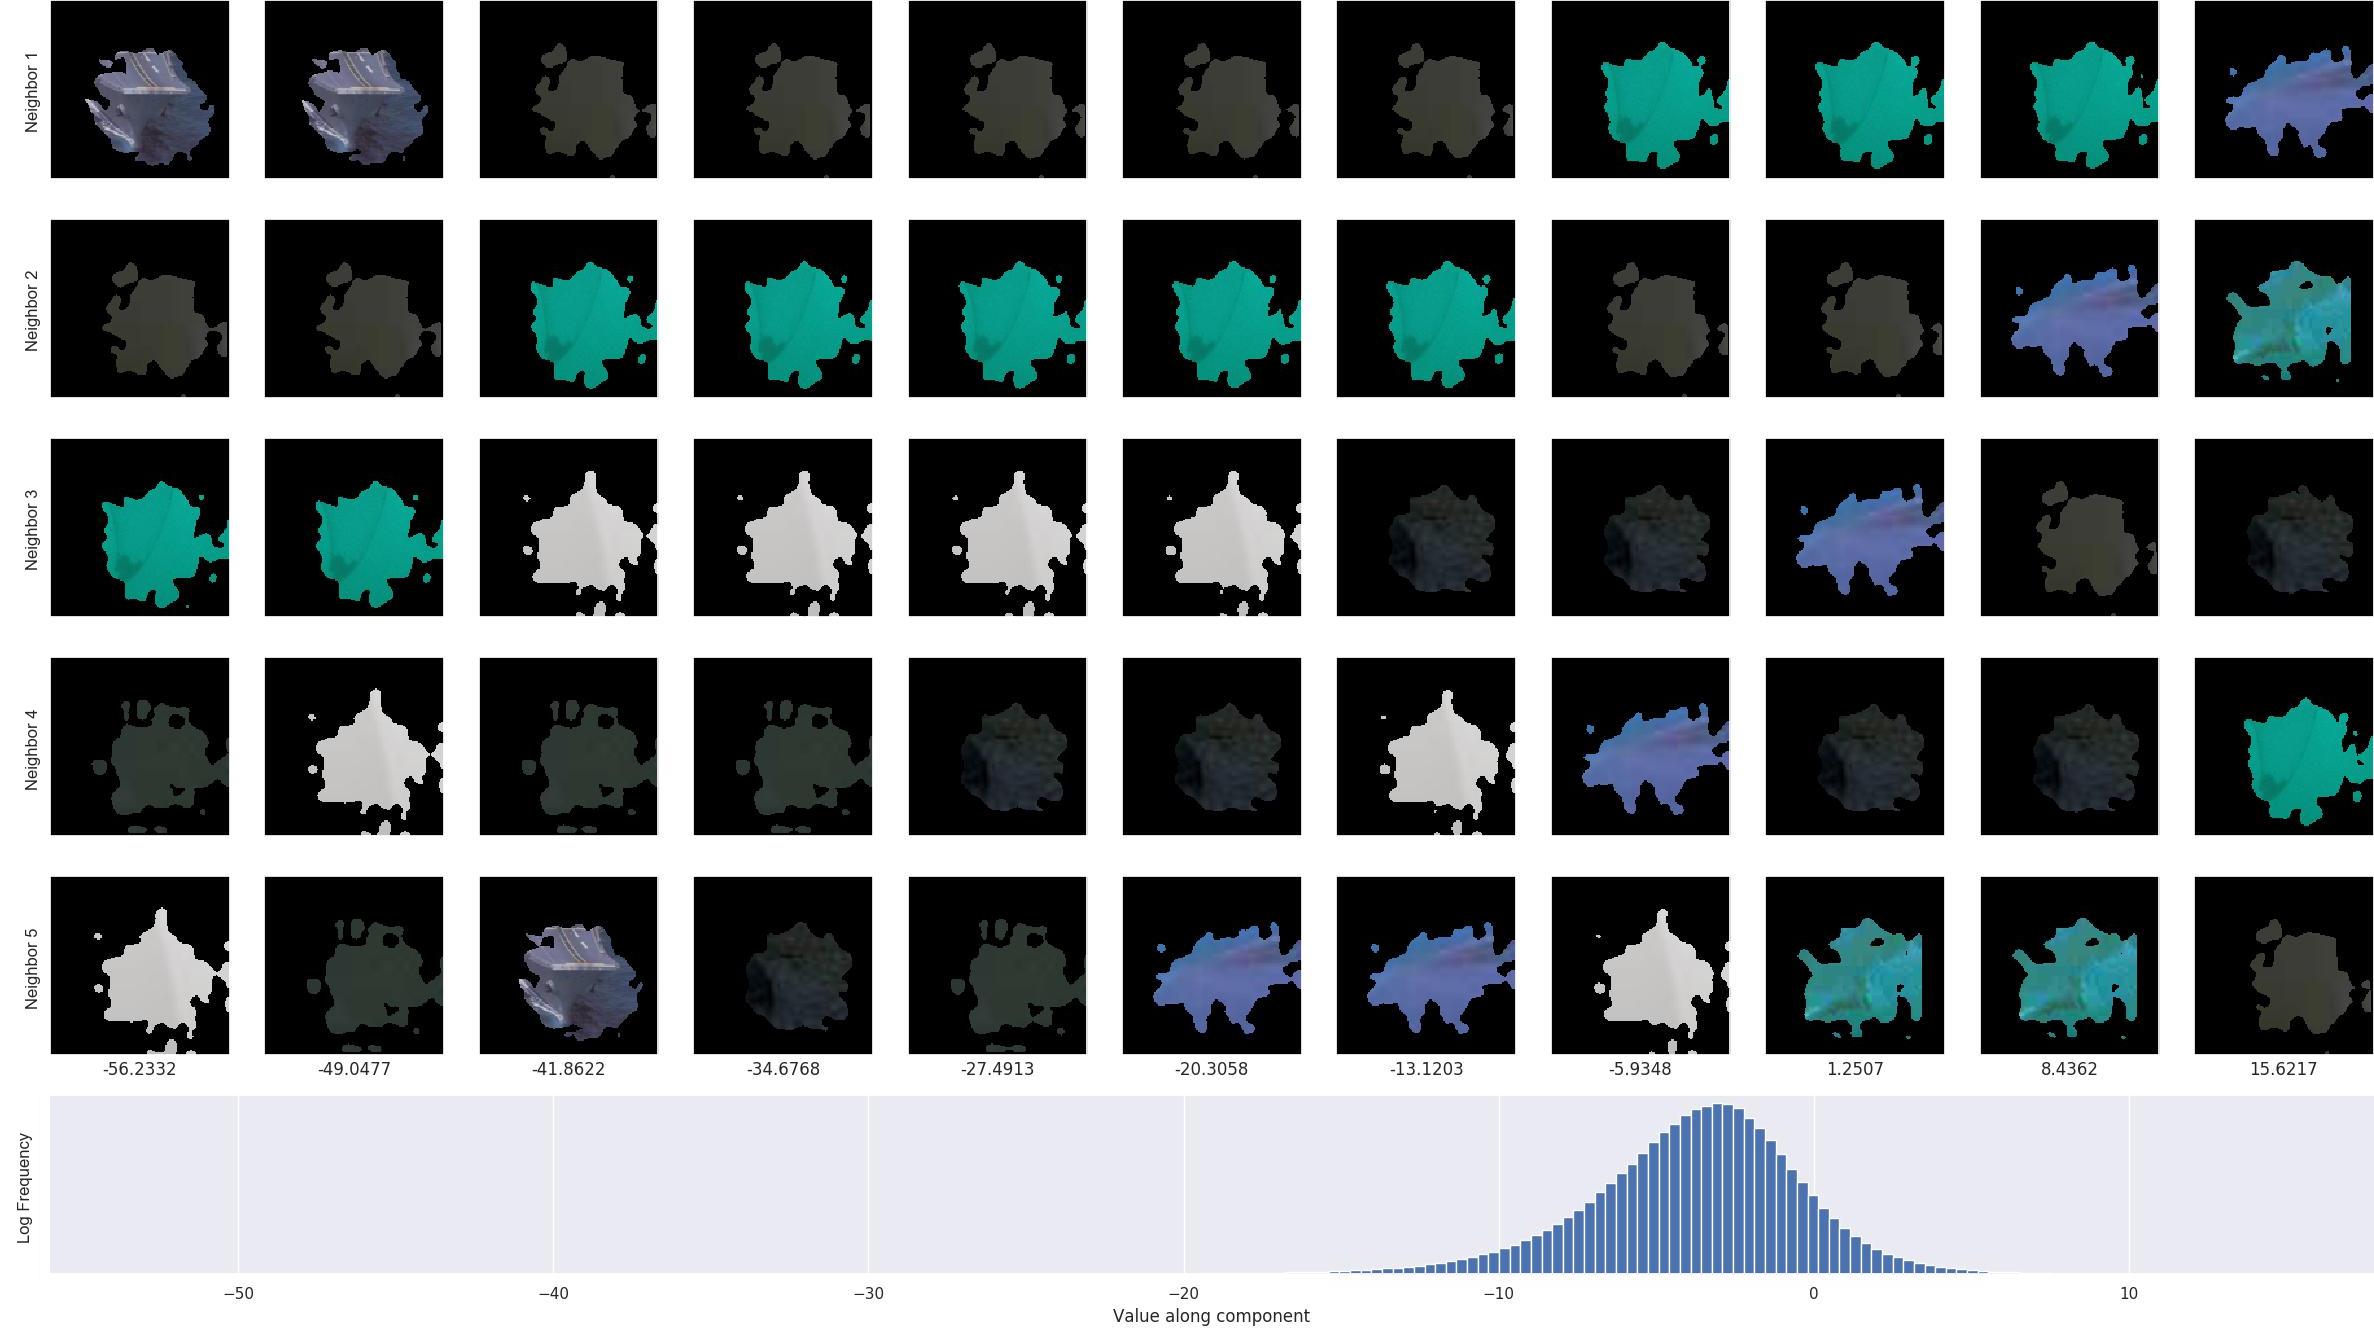 Neighbor 1
Neighbor 2
Neighbor 3
Neighbor 4
Neighbor 5
-56.2332 -49.0477 -41.8622 -34.6768 -27.4913 -20.3058 -13.1203 -5.9348 1.2507 8.4362 15.6217
Log Frequency
−50 −40 −30 −20 −10 0 10
Value along component